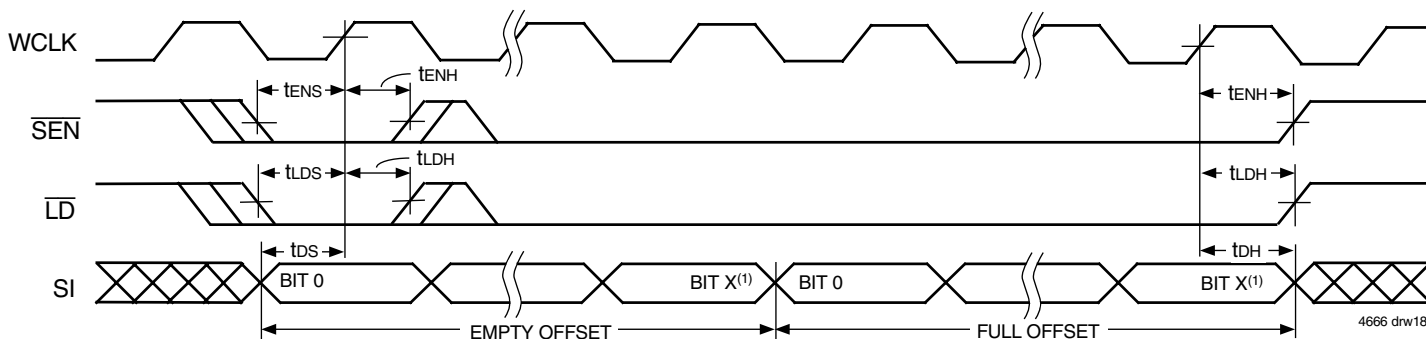 WCLK
tENS
tENH
tENH
SEN
tLDS
tLDH
tLDH
LD
tDS
tDH
SI
BIT 0
BIT X(1)
BIT 0
BIT X(1)
EMPTY OFFSET
FULL OFFSET
4666 drw18